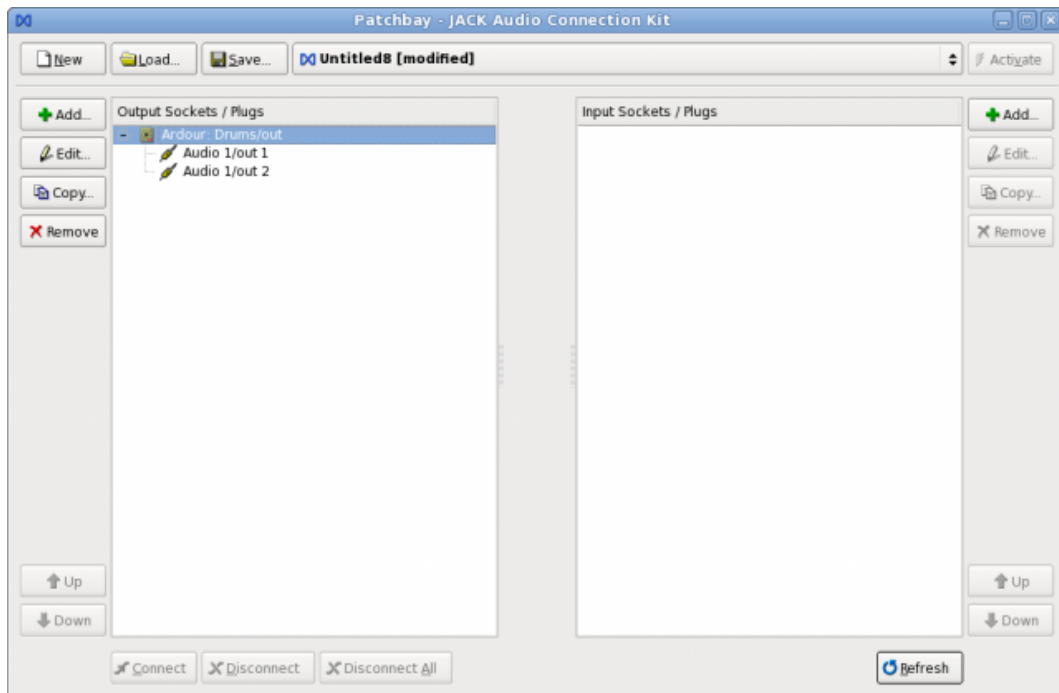 Patchbay - JACK Audio Connection Kit
New Load... Save... Untitled8 [modified] Activate
Output Sockets / Plugs
Input Sockets / Plugs
Add... Add...
Ardour: Drums/out
Audio 1/out 1
Edit... Edit...
Audio 1/out 2
Copy... Copy...
Remove Remove
Up Up
Down Down
Connect Disconnect Disconnect All Refresh